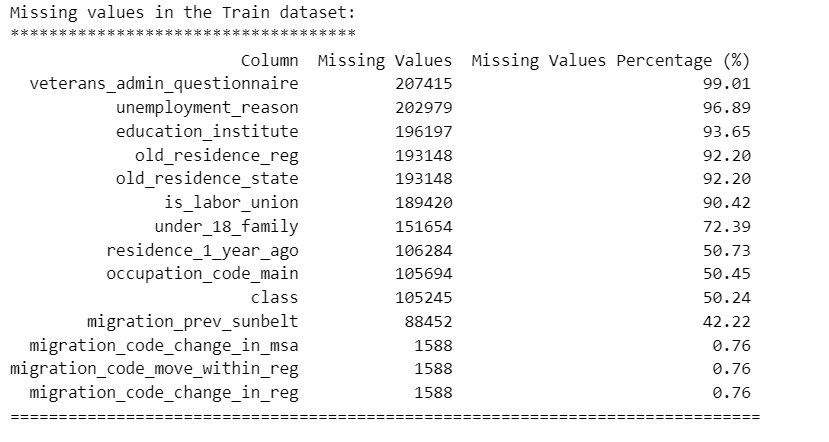 Missing values in the Train dataset:
************************************
Column Missing Values Missing Values Percentage (%)
veterans_admin_questionnaire 207415 99.01
unemployment_reason 202979 96.89
education_institute 196197 93.65
old_residence_reg 193148 92.20
old_residence_state 193148 92.20
is_labor_union 189420 90.42
under_18_family 151654 72.39
residence_1_year_ago 106284 50.73
occupation_code_main 105694 50.45
class 105245 50.24
migration_prev_sunbelt 88452 42.22
migration_code_change_in_msa 1588 0.76
migration_code_move_within_reg 1588 0.76
migration_code_change_in_reg 1588 0.76
==============================================================================